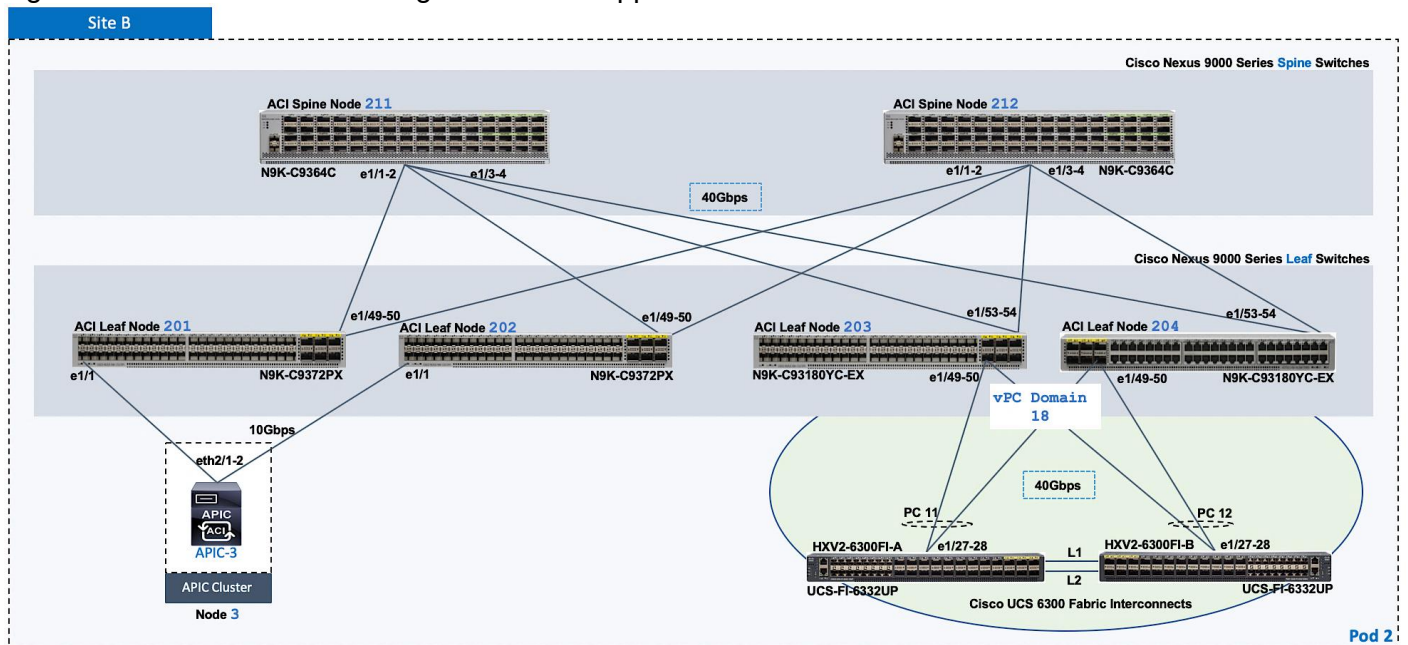 Site B
Cisco Nexus 9000 Series Spine Switches
ACI Spine Node 211
ACI Spine Node 212
N9K-C9364C
e1/1-2
e1/3-4
e1/1-2
e1/3-4
N9K-C9364C
40Gbps
Cisco Nexus 9000 Series Leaf Switches
ACI Leaf Node 201
e1/49-50
ACI Leaf Node 202
e1/49-50
ACI Leaf Node 203
e1/53-54
ACI Leaf Node 204
e1/53-54
e1/1
N9K-C9372PX
e1/1
N9K-C9372PX
N9K-C93180YC-EX
e1/49-50
e1/49-50
N9K-C93180YC-EX
vPC Domain
18
10Gbps
eth2/1-2
APIC
ACI
APIC-3
APIC Cluster
Node 3
40Gbps
PC 11
PC 12
HXV2-6300FI-A
e1/27-28
HXV2-6300FI-B
e1/27-28
L1
L2
UCS-FI-6332UP
UCS-FI-6332UP
Cisco UCS 6300 Fabric Interconnects
Pod 2